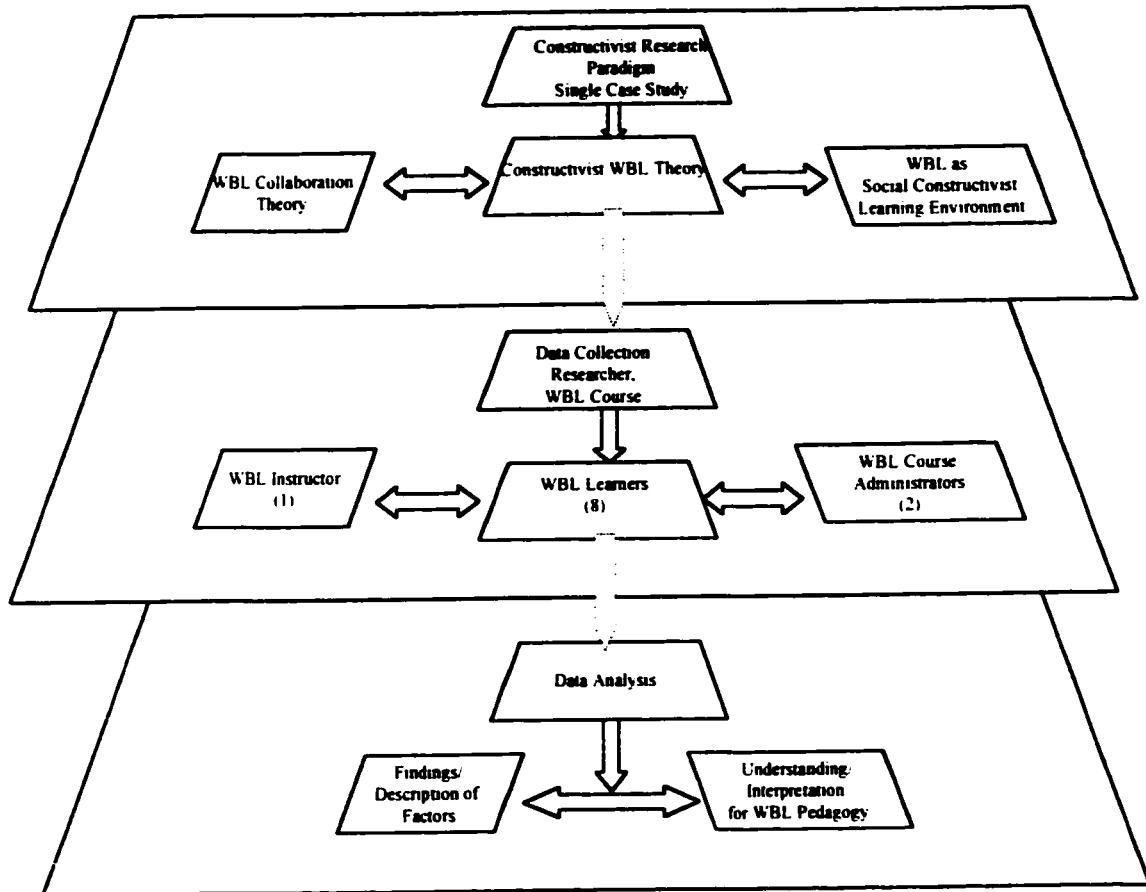 Constructivist Research
Paradigm
Single Case Study
WBL Collaboration
Theory
Constructivist WBL Theory
WBL as
Social Constructivist
Learning Environment
Data Collection
Researcher,
WBL Course
WBL Instructor
(1)
WBL Learners
(8)
WBL Course
Administrators
(2)
Data Analysis
Findings/
Description of
Factors
Understanding/
Interpretation
for WBL Pedagogy